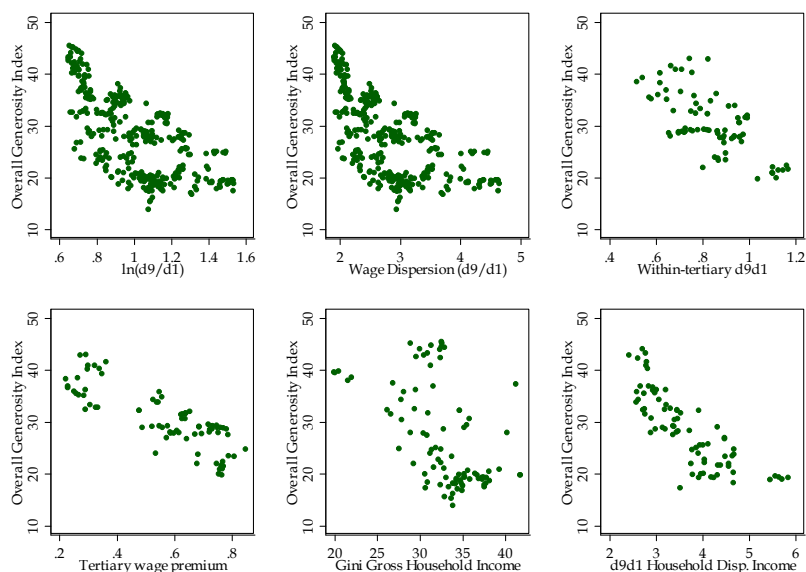 Overall Generosity Index
10 20 30 40 50
.6 .8 1 1.2 1.4 1.6
ln(d9/d1)
Overall Generosity Index
10 20 30 40 50
2 3 4 5
Wage Dispersion (d9/d1)
Overall Generosity Index
10 20 30 40 50
.4 .6 .8 1 1.2
Within-tertiary d9d1
Overall Generosity Index
10 20 30 40 50
.2 .4 .6 .8
Tertiary wage premium
Overall Generosity Index
10 20 30 40 50
20 25 30 35 40
Gini Gross Household Income
Overall Generosity Index
10 20 30 40 50
2 3 4 5 6
d9d1 Household Disp. Income